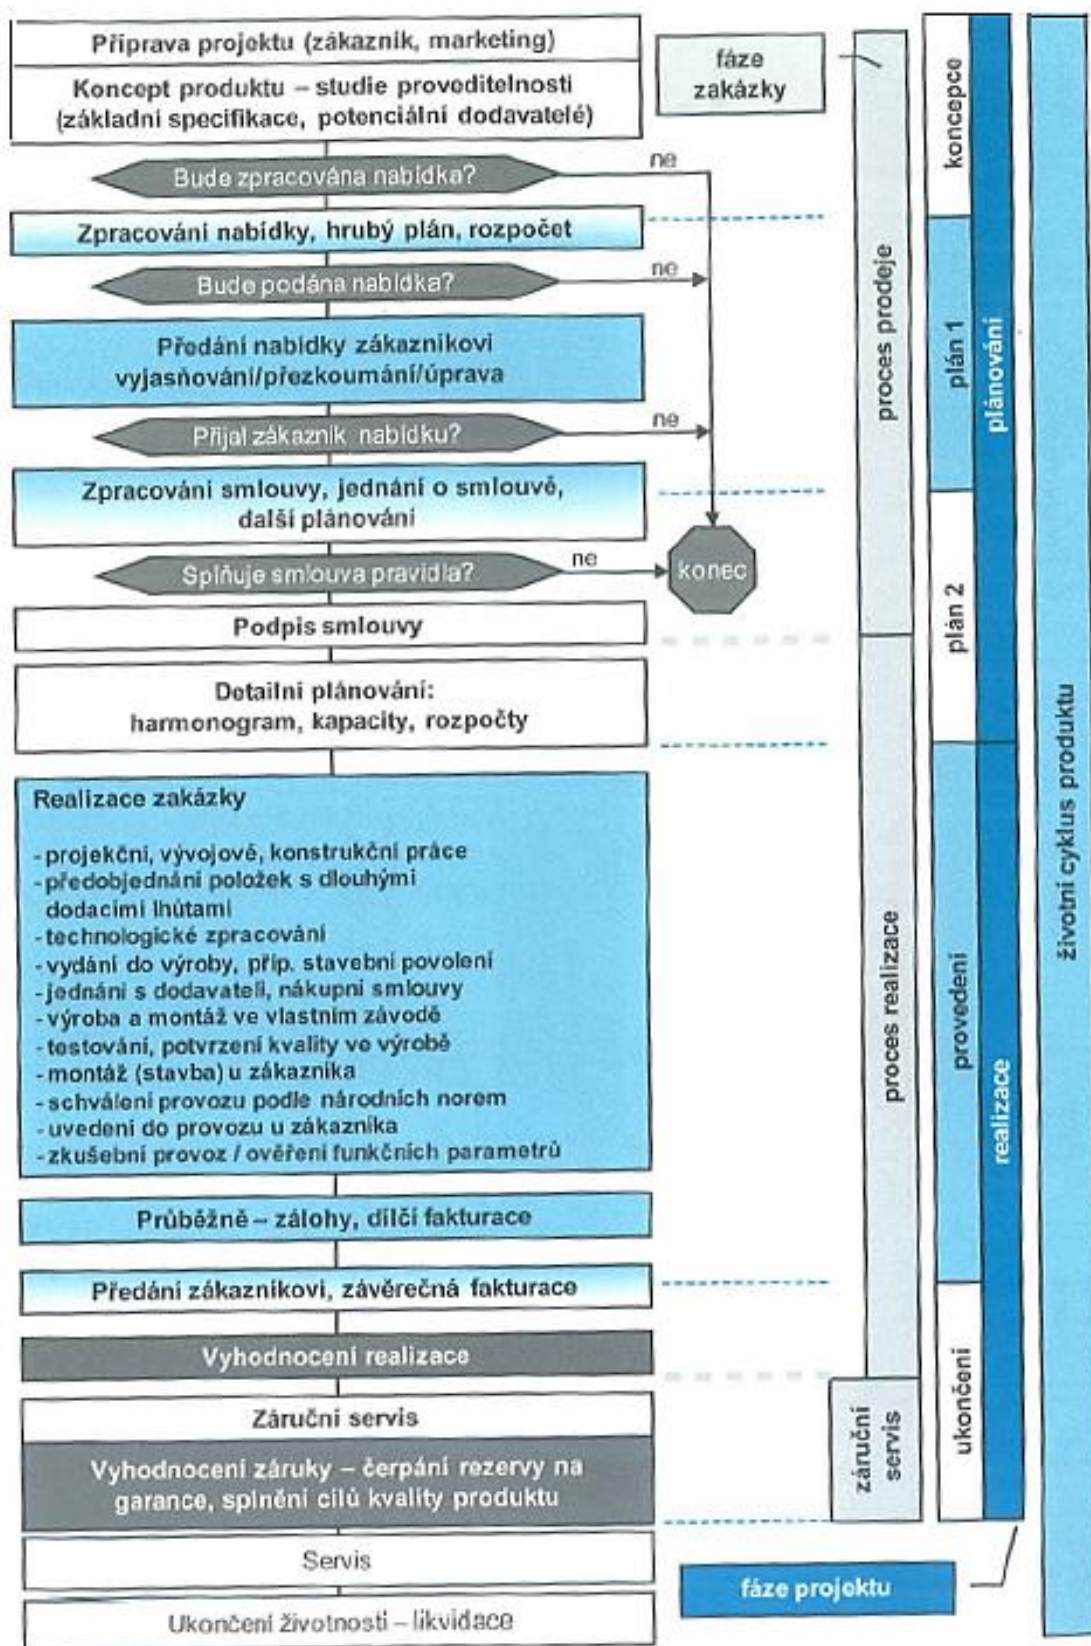 Příprava projektu (zákazník, marketing)
Koncept produktu – studie proveditelnosti
(základní specifikace, potenciální dodavatelé)
Bude zpracována nabídka?
ne
Zpracování nabídky, hrubý plán, rozpočet
Bude podána nabídka?
ne
Předání nabídky zákazníkovi
vyjasňování/přezkoumání/úprava
Přijal zákazník nabídku?
ne
Zpracování smlouvy, jednání o smlouvě,
další plánování
Splňuje smlouva pravidla?
ne
konec
Podpis smlouvy
Detailní plánování:
harmonogram, kapacity, rozpočty
Realizace zakázky
- projekční, vývojové, konstrukční práce
- předobjednání položek s dlouhými
dodacími lhůtami
- technologické zpracování
- vydání do výroby, příp. stavební povolení
- jednání s dodavateli, nákupní smlouvy
- výroba a montáž ve vlastním závodě
- testování, potvrzení kvality ve výrobě
- montáž (stavba) u zákazníka
- schválení provozu podle národních norem
- uvedení do provozu u zákazníka
- zkušební provoz / ověření funkčních parametrů
Průběžně – zálohy, dílčí fakturace
Předání zákazníkovi, závěrečná fakturace
Vyhodnocení realizace
Záruční servis
Vyhodnocení záruky – čerpání rezervy na
garance, splnění cílů kvality produktu
Servis
Ukončení životnosti – likvidace
fáze
zakázky
proces prodeje
proces realizace
záruční
servis
koncepce
plán 1
plán 2
provedení
ukončení
plánování
realizace
životní cyklus produktu
fáze projektu